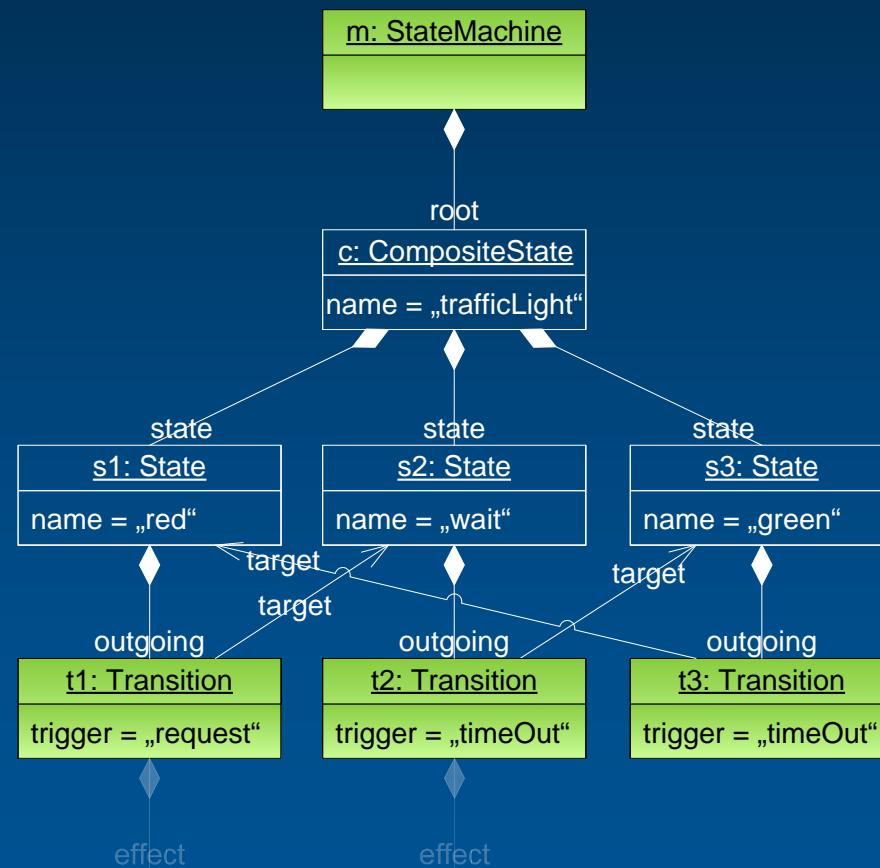 m: StateMachine
root
c: CompositeState
name = „trafficLight“
state state state
s1: State s2: State s3: State
name = „red“ name = „wait“ name = „green“
target target
target
outgoing outgoing outgoing
t1: Transition t2: Transition t3: Transition
trigger = „request“ trigger = „timeOut“ trigger = „timeOut“
effect effect